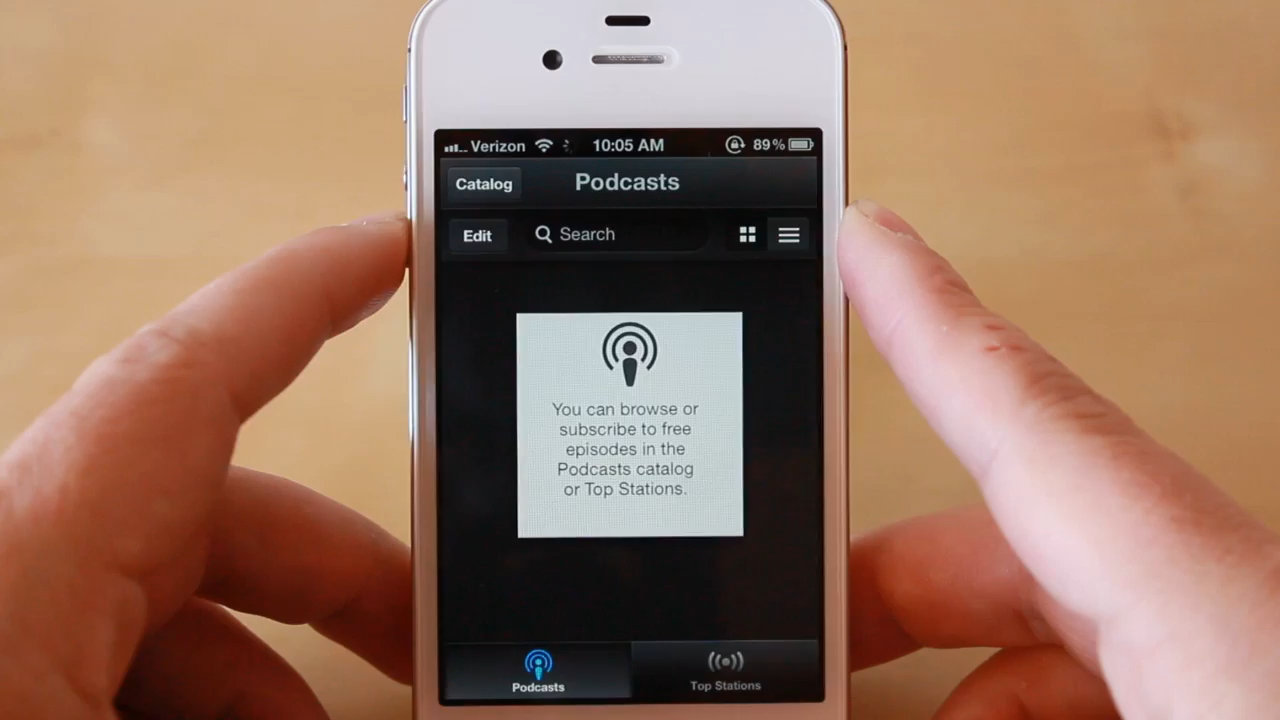 Verizon 10:05 AM 89%
Catalog Podcasts
Edit Search
You can browse or
subscribe to free
episodes in the
Podcasts catalog
or Top Stations.
Podcasts Top Stations